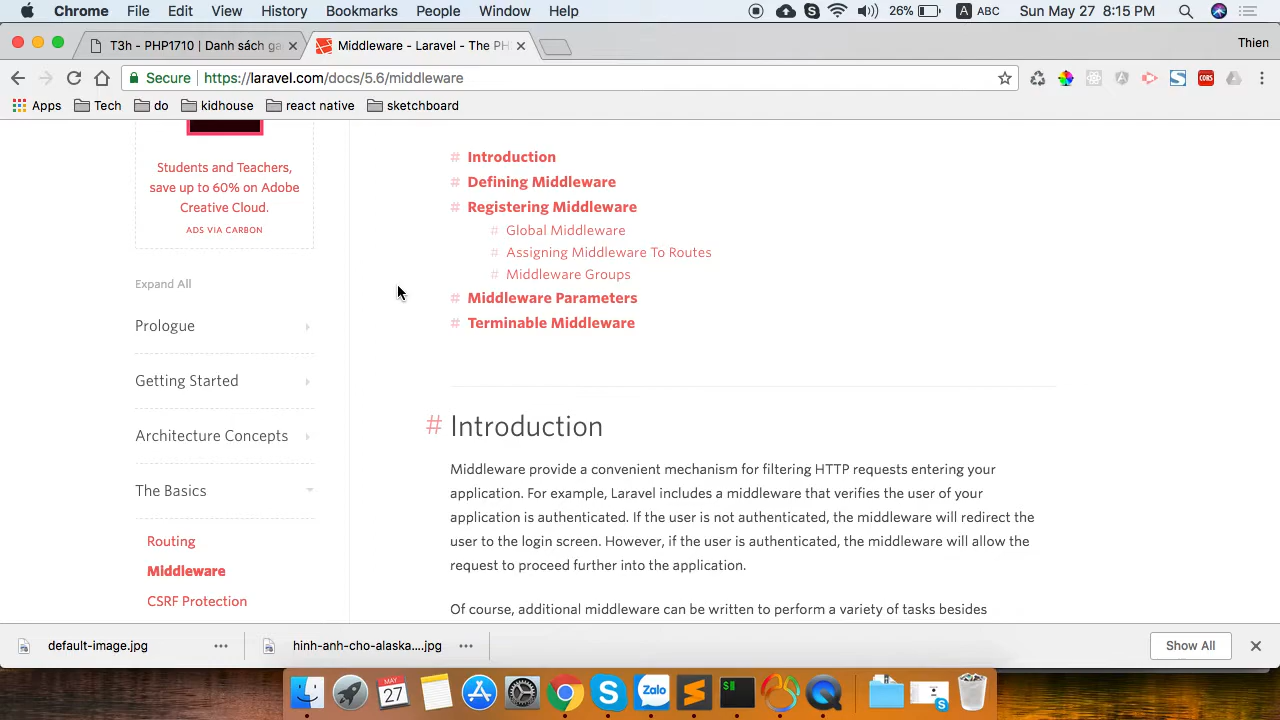 Chrome File Edit View History Bookmarks People Window Help 26% A ABC Sun May 27 8:15 PM
T3h - PHP1710 | Danh sách ga
Middleware - Laravel - The PH
Thien
Secure https://laravel.com/docs/5.6/middleware
CORS
Apps Tech do kidhouse react native sketchboard
Students and Teachers,
save up to 60% on Adobe
Creative Cloud.
ADS VIA CARBON
Expand All
Prologue
Getting Started
Architecture Concepts
The Basics
Routing
Middleware
CSRF Protection
# Introduction
# Defining Middleware
# Registering Middleware
# Global Middleware
# Assigning Middleware To Routes
# Middleware Groups
# Middleware Parameters
# Terminable Middleware
# Introduction
Middleware provide a convenient mechanism for filtering HTTP requests entering your
application. For example, Laravel includes a middleware that verifies the user of your
application is authenticated. If the user is not authenticated, the middleware will redirect the
user to the login screen. However, if the user is authenticated, the middleware will allow the
request to proceed further into the application.
Of course, additional middleware can be written to perform a variety of tasks besides
default-image.jpg
hinh-anh-cho-alaska....jpg
Show All
MAY
27
Zalo
$